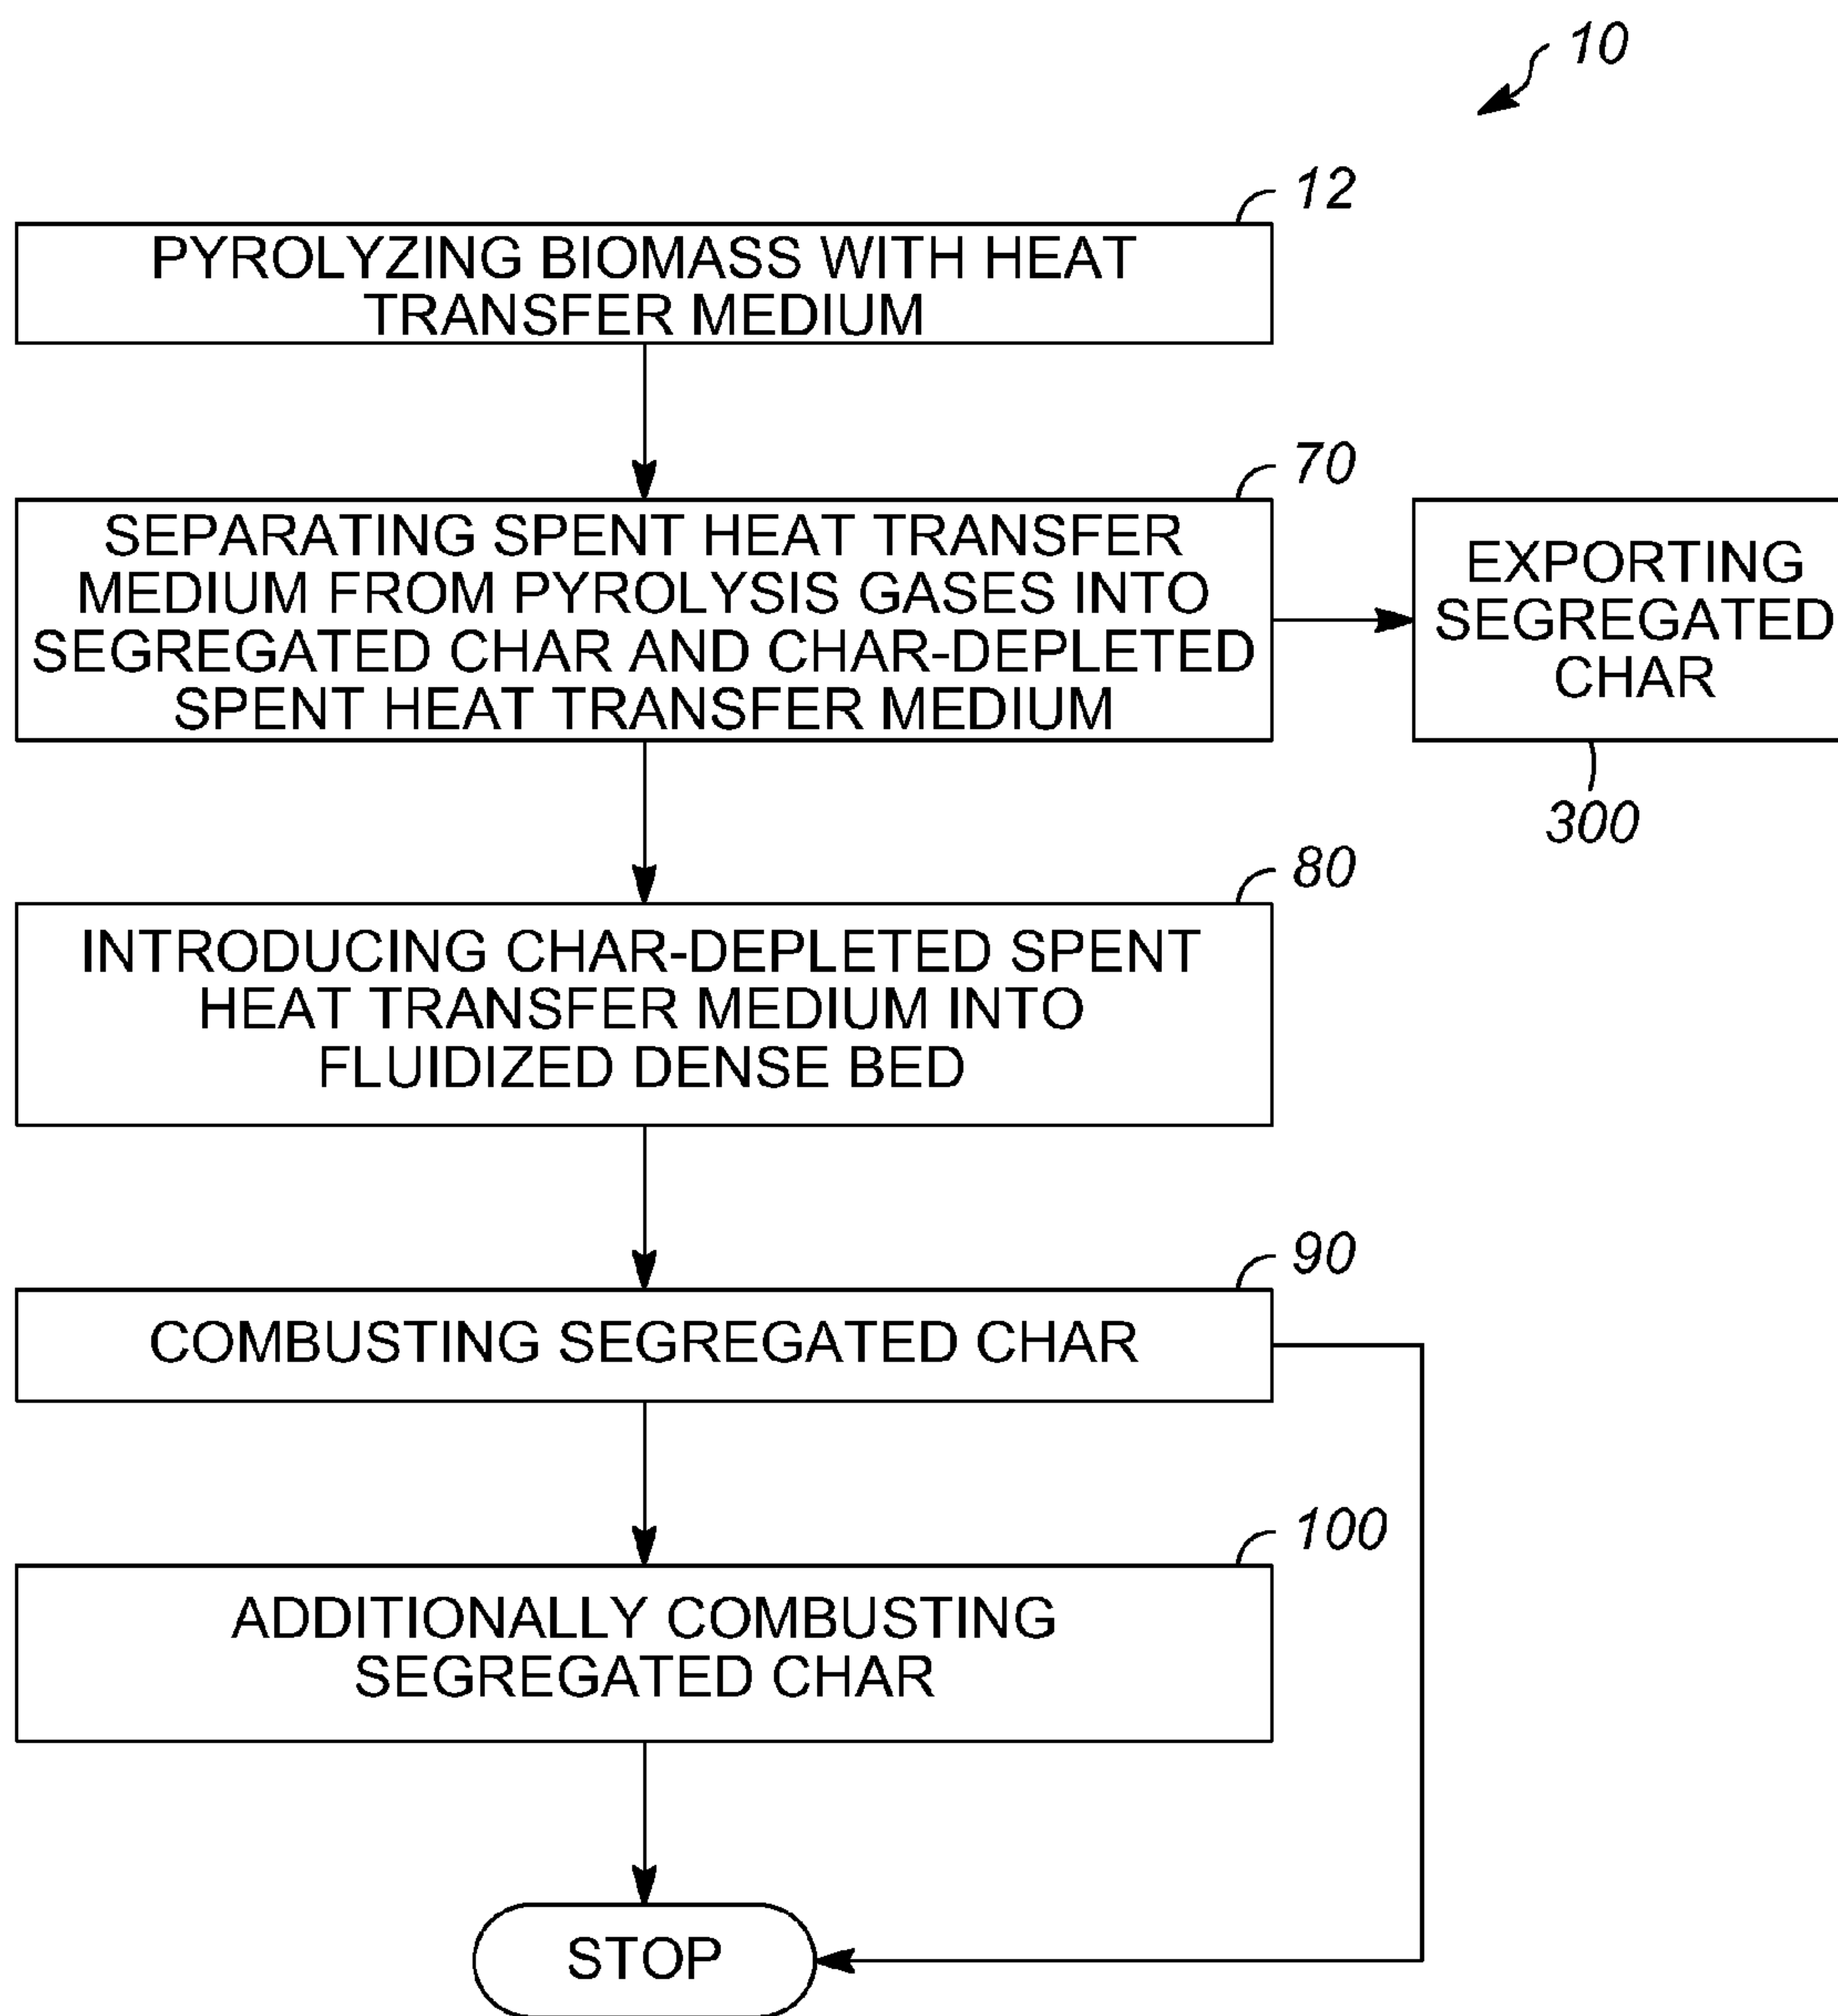 10
12
PYROLYZING BIOMASS WITH HEAT
TRANSFER MEDIUM
70
SEPARATING SPENT HEAT TRANSFER
MEDIUM FROM PYROLYSIS GASES INTO
SEGREGATED CHAR AND CHAR-DEPLETED
SPENT HEAT TRANSFER MEDIUM
EXPORTING
SEGREGATED
CHAR
300
80
INTRODUCING CHAR-DEPLETED SPENT
HEAT TRANSFER MEDIUM INTO
FLUIDIZED DENSE BED
90
COMBUSTING SEGREGATED CHAR
100
ADDITIONALLY COMBUSTING
SEGREGATED CHAR
STOP